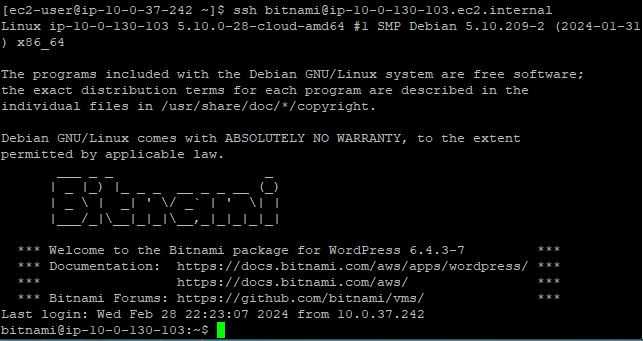 [ec2-user@ip-10-0-37-242 ~]$ ssh bitnami@ip-10-0-130-103.ec2.internal
Linux ip-10-0-130-103 5.10.0-28-cloud-amd64 #1 SMP Debian 5.10.209-2 (2024-01-31
) x86_64
The programs included with the Debian GNU/Linux system are free software;
the exact distribution terms for each program are described in the
individual files in /usr/share/doc/*/copyright.
Debian GNU/Linux comes with ABSOLUTELY NO WARRANTY, to the extent
permitted by applicable law.
Bitnami
*** Welcome to the Bitnami package for WordPress 6.4.3-7 ***
*** Documentation: https://docs.bitnami.com/aws/apps/wordpress/ ***
*** https://docs.bitnami.com/aws/ ***
*** Bitnami Forums: https://github.com/bitnami/vms/ ***
Last login: Wed Feb 28 22:23:07 2024 from 10.0.37.242
bitnami@ip-10-0-130-103:~$